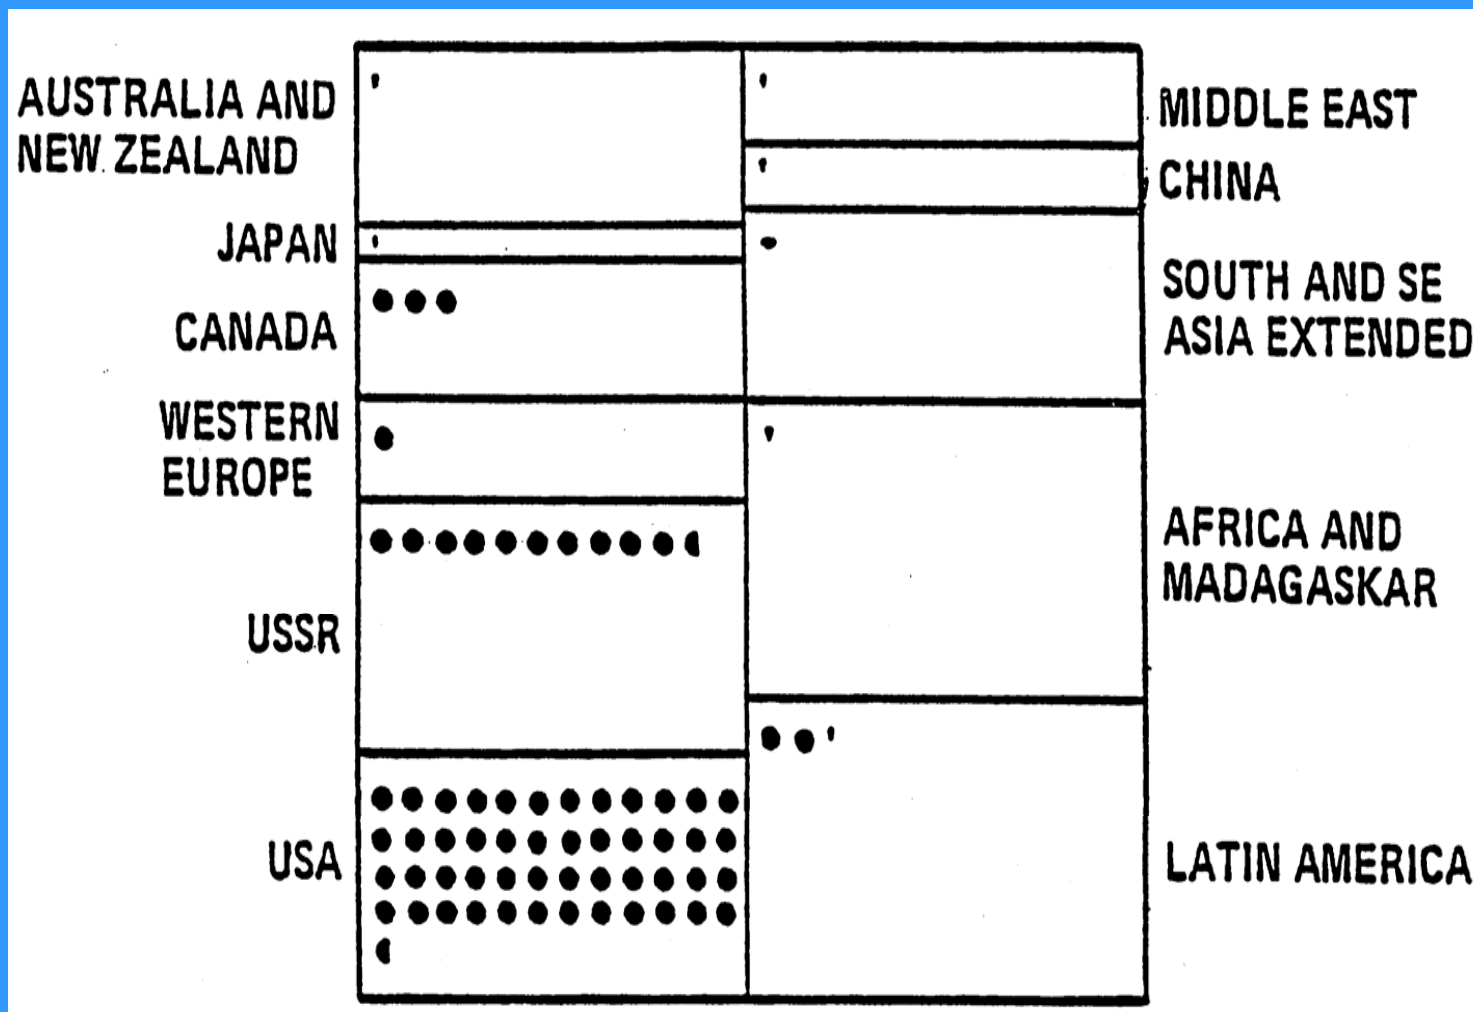 AUSTRALIA AND
NEW ZEALAND
JAPAN
CANADA
WESTERN
EUROPE
USSR
USA
MIDDLE EAST
CHINA
SOUTH AND SE
ASIA EXTENDED
AFRICA AND
MADAGASKAR
LATIN AMERICA